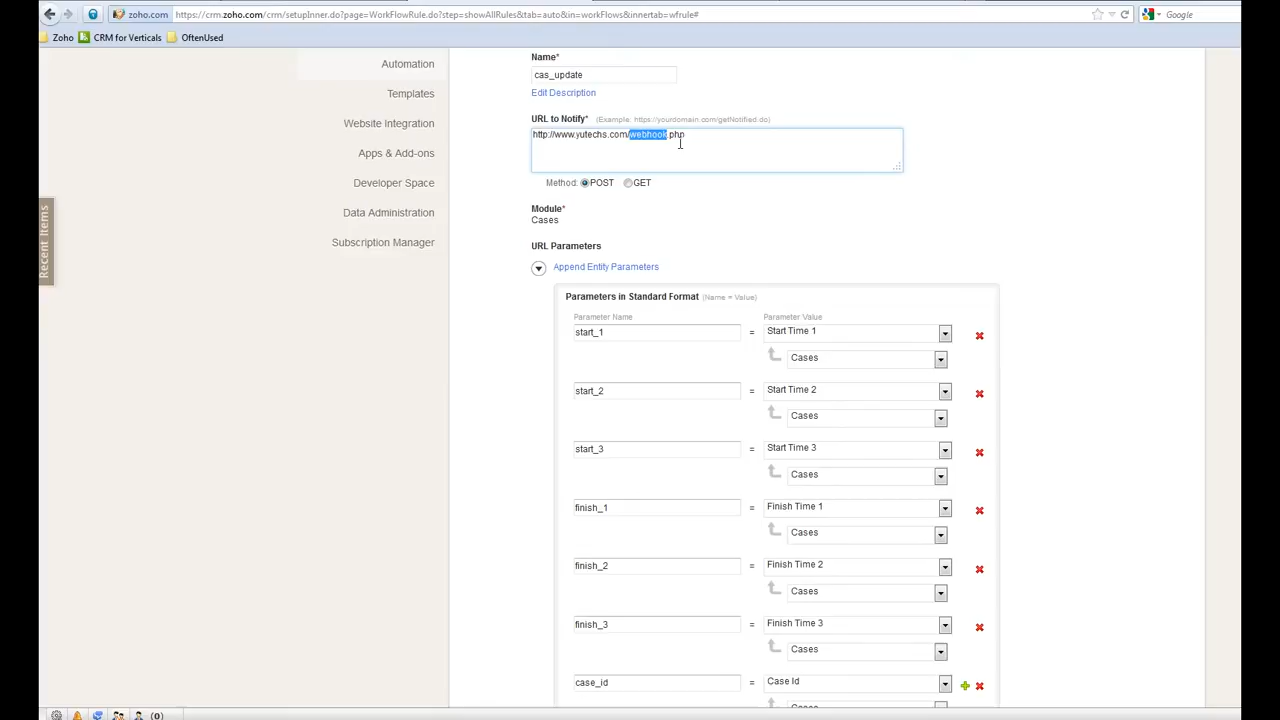 zoho.com
https://crm.zoho.com/crm/setupInner.do?page=WorkFlowRule.do?step=showAllRules&tab=auto&in=workFlows&innertab=wfrule#
Google
Zoho
CRM for Verticals
OftenUsed
Automation
Templates
Website Integration
Apps & Add-ons
Developer Space
Data Administration
Subscription Manager
Recent Items
Name*
cas_update
Edit Description
URL to Notify* (Example: https://yourdomain.com/getNotified.do)
http://www.yutechs.com/webhook.php
Method: POST GET
Module*
Cases
URL Parameters
Append Entity Parameters
Parameters in Standard Format (Name = Value)
Parameter Name Parameter Value
start_1 = Start Time 1
Cases
start_2 = Start Time 2
Cases
start_3 = Start Time 3
Cases
finish_1 = Finish Time 1
Cases
finish_2 = Finish Time 2
Cases
finish_3 = Finish Time 3
Cases
case_id = Case Id
Cases
(0)